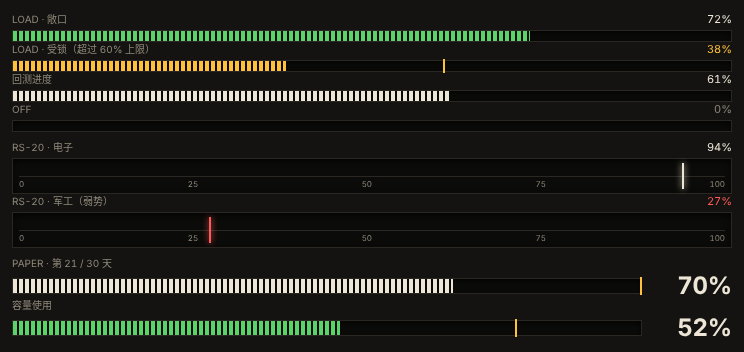 LOAD · 敞口 72%
LOAD · 受锁（超过 60% 上限） 38%
回测进度 61%
OFF 0%
RS-20 · 电子 94%
0 25 50 75 100
RS-20 · 军工（弱势） 27%
0 25 50 75 100
PAPER · 第 21 / 30 天
70%
容量使用
52%